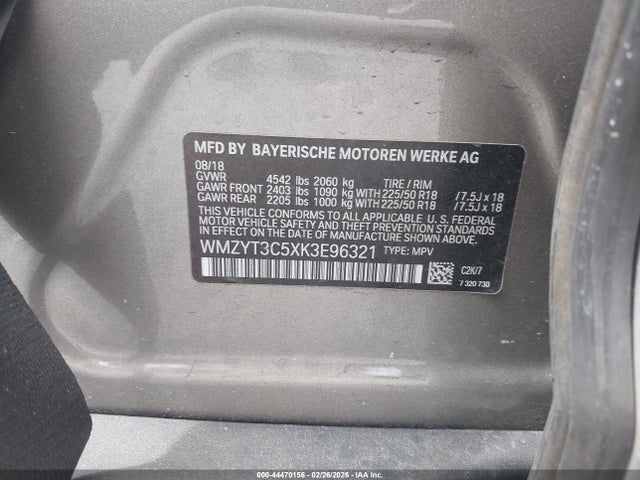 MFD BY BAYERISCHE MOTOREN WERKE AG
08/18
GVWR 4542 lbs 2060 kg TIRE / RIM
GAWR FRONT 2403 lbs 1090 kg WITH 225/50 R18 /7.5J x 18
GAWR REAR 2205 lbs 1000 kg WITH 225/50 R18 /7.5J x 18
THIS VEHICLE CONFORMS TO ALL APPLICABLE U. S. FEDERAL
MOTOR VEHICLE SAFETY AND THEFT PREVENTION STANDARDS
IN EFFECT ON THE DATE OF MANUFACTURE SHOWN ABOVE.
WMZYT3C5XK3E96321 TYPE: MPV
C2K/7
7 320 730
000-44470156 - 02/26/2026 - IAAI.COM